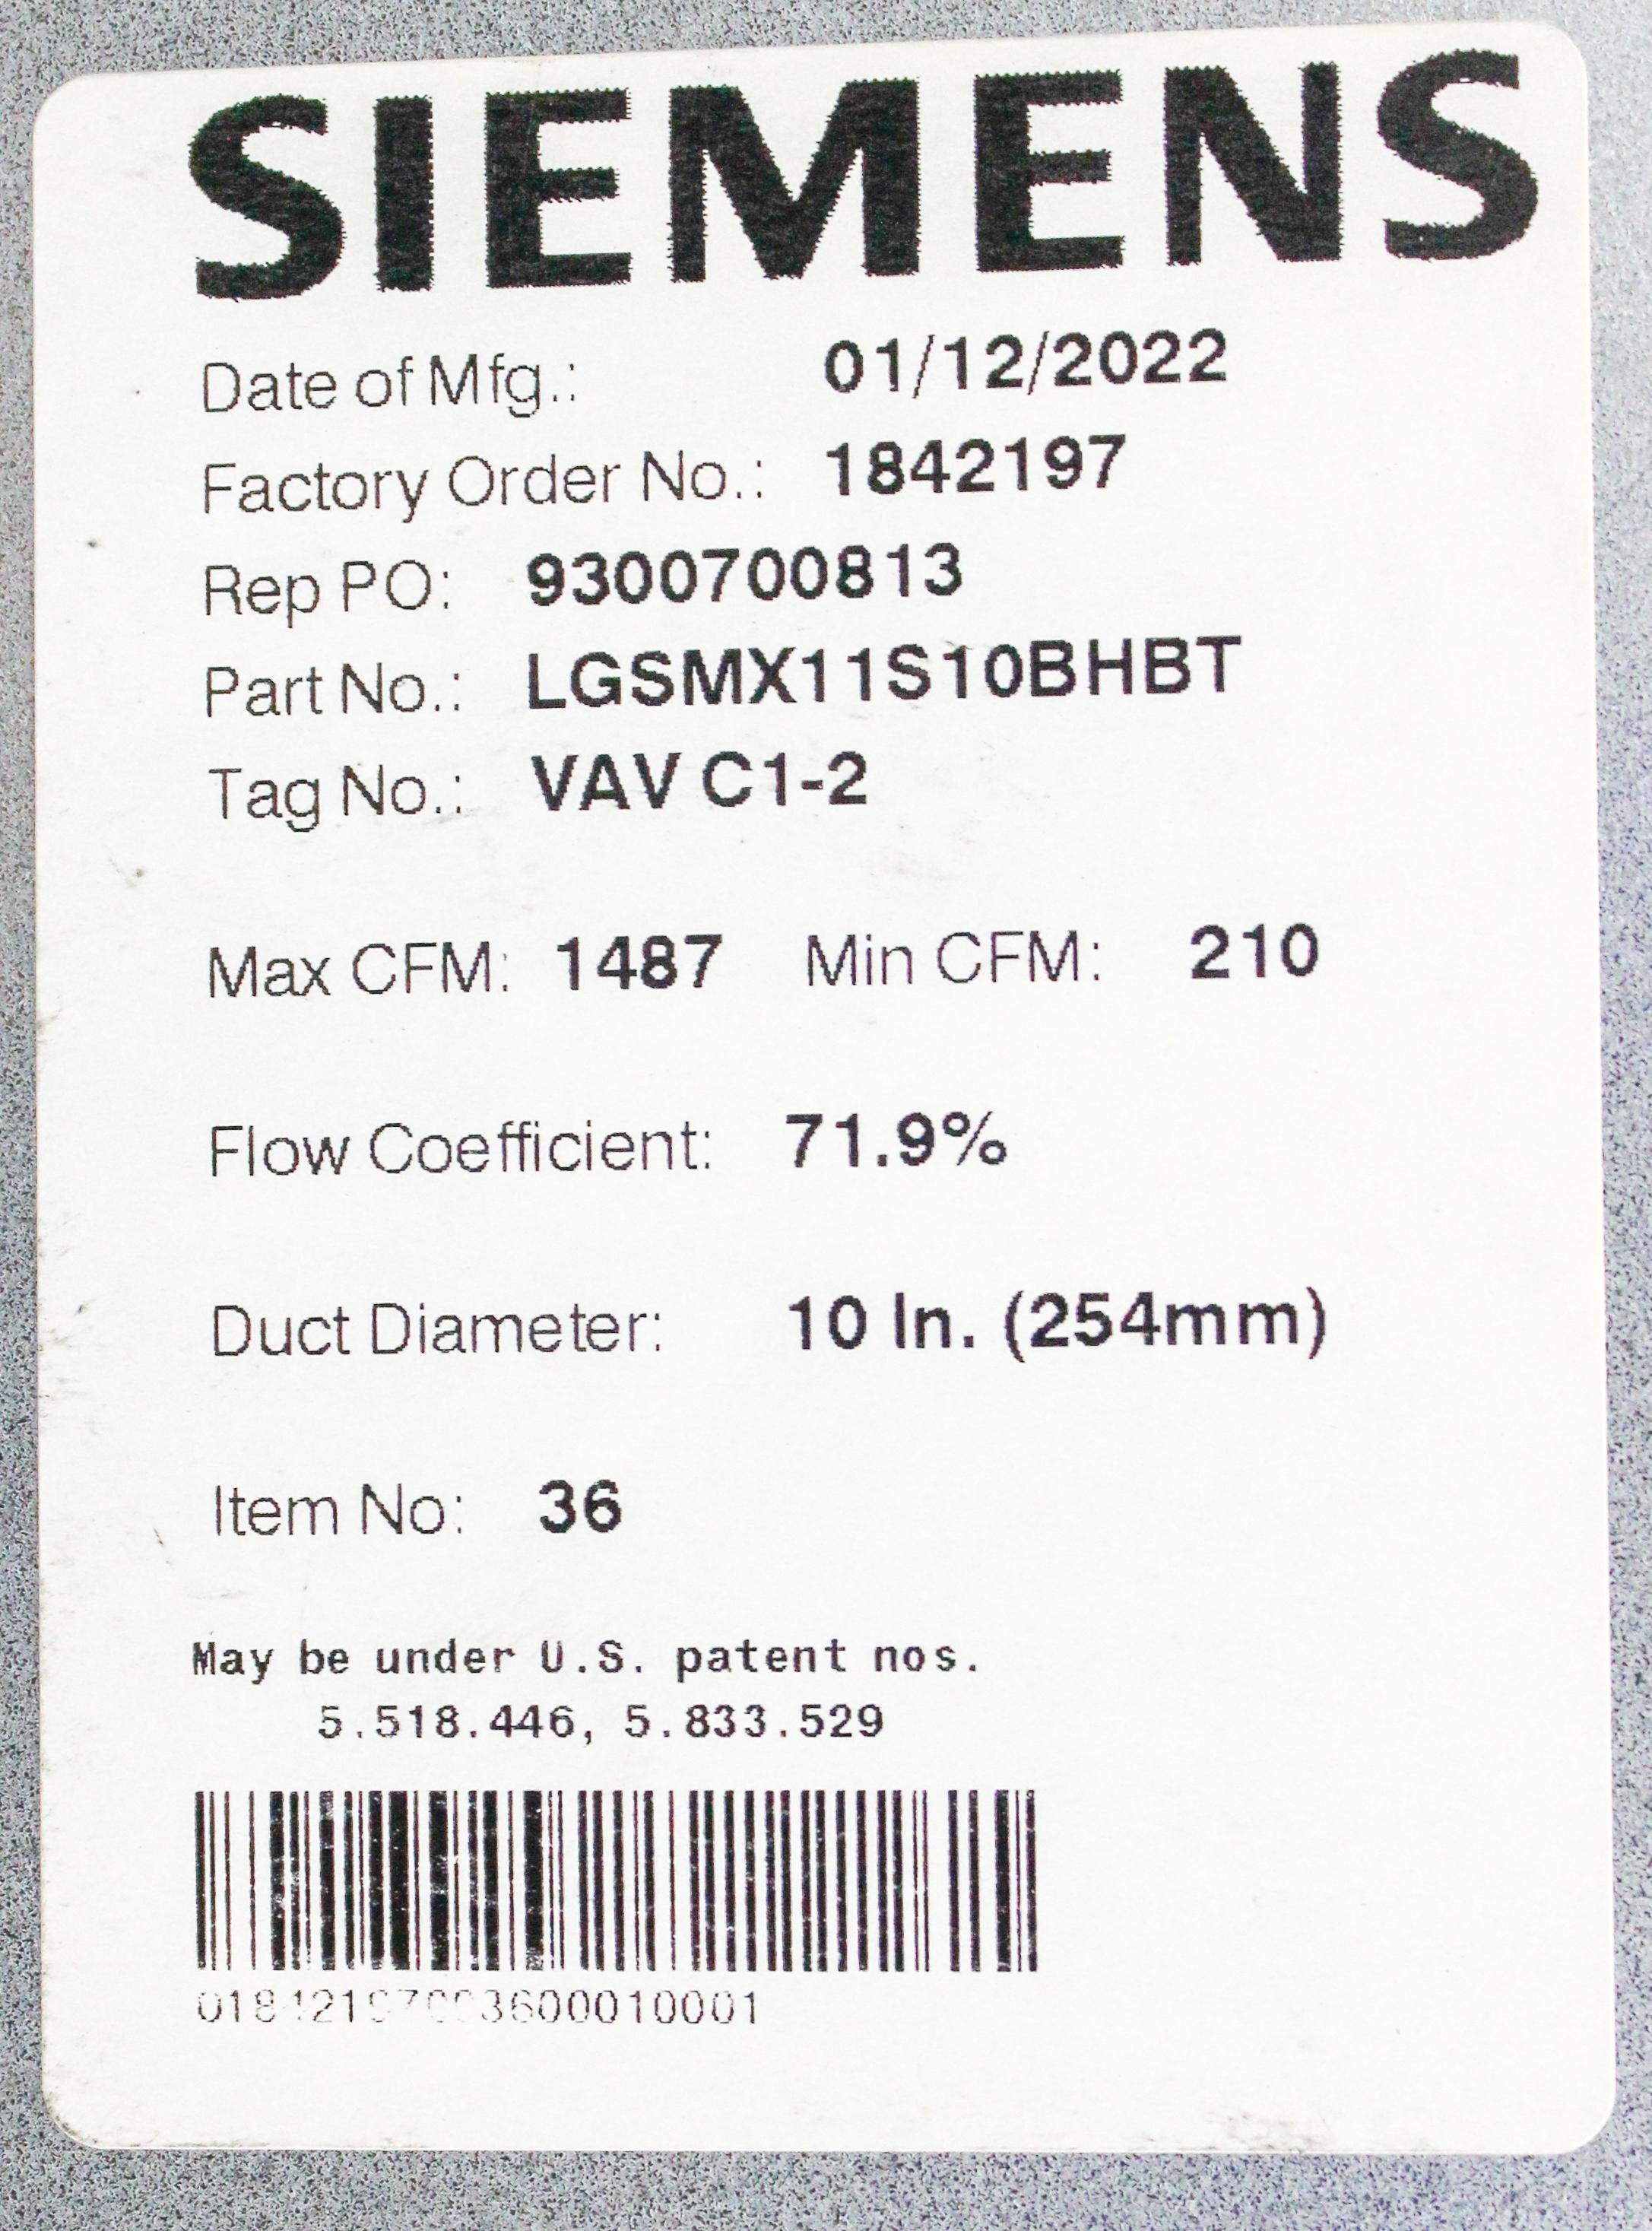 SIEMENS
Date of Mfg.: 01/12/2022
Factory Order No.: 1842197
Rep PO: 9300700813
Part No.: LGSMX11S10BHBT
Tag No.: VAV C1-2
Max CFM: 1487 Min CFM: 210
Flow Coefficient: 71.9%
Duct Diameter: 10 In. (254mm)
Item No: 36
May be under U.S. patent nos.
5.518.446, 5.833.529